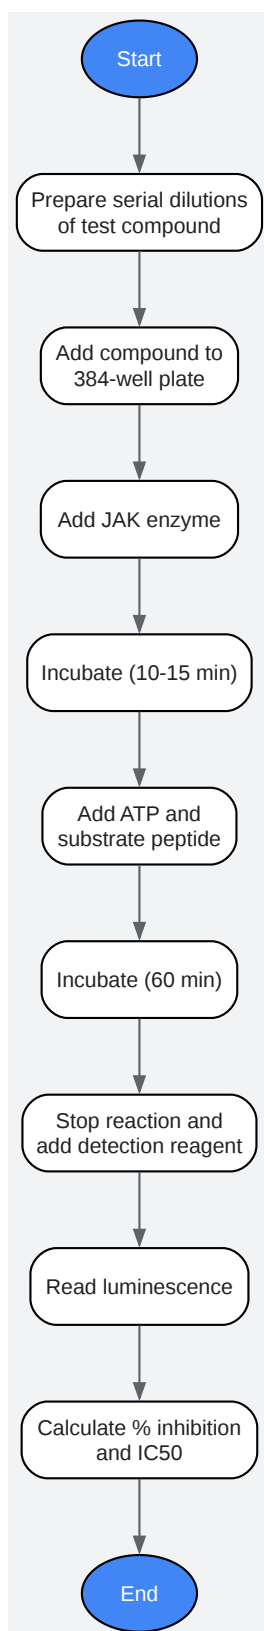 Start
Prepare serial dilutions
of test compound
Add compound to
384-well plate
Add JAK enzyme
Incubate (10-15 min)
Add ATP and
substrate peptide
Incubate (60 min)
Stop reaction and
add detection reagent
Read luminescence
Calculate % inhibition
and IC50
End